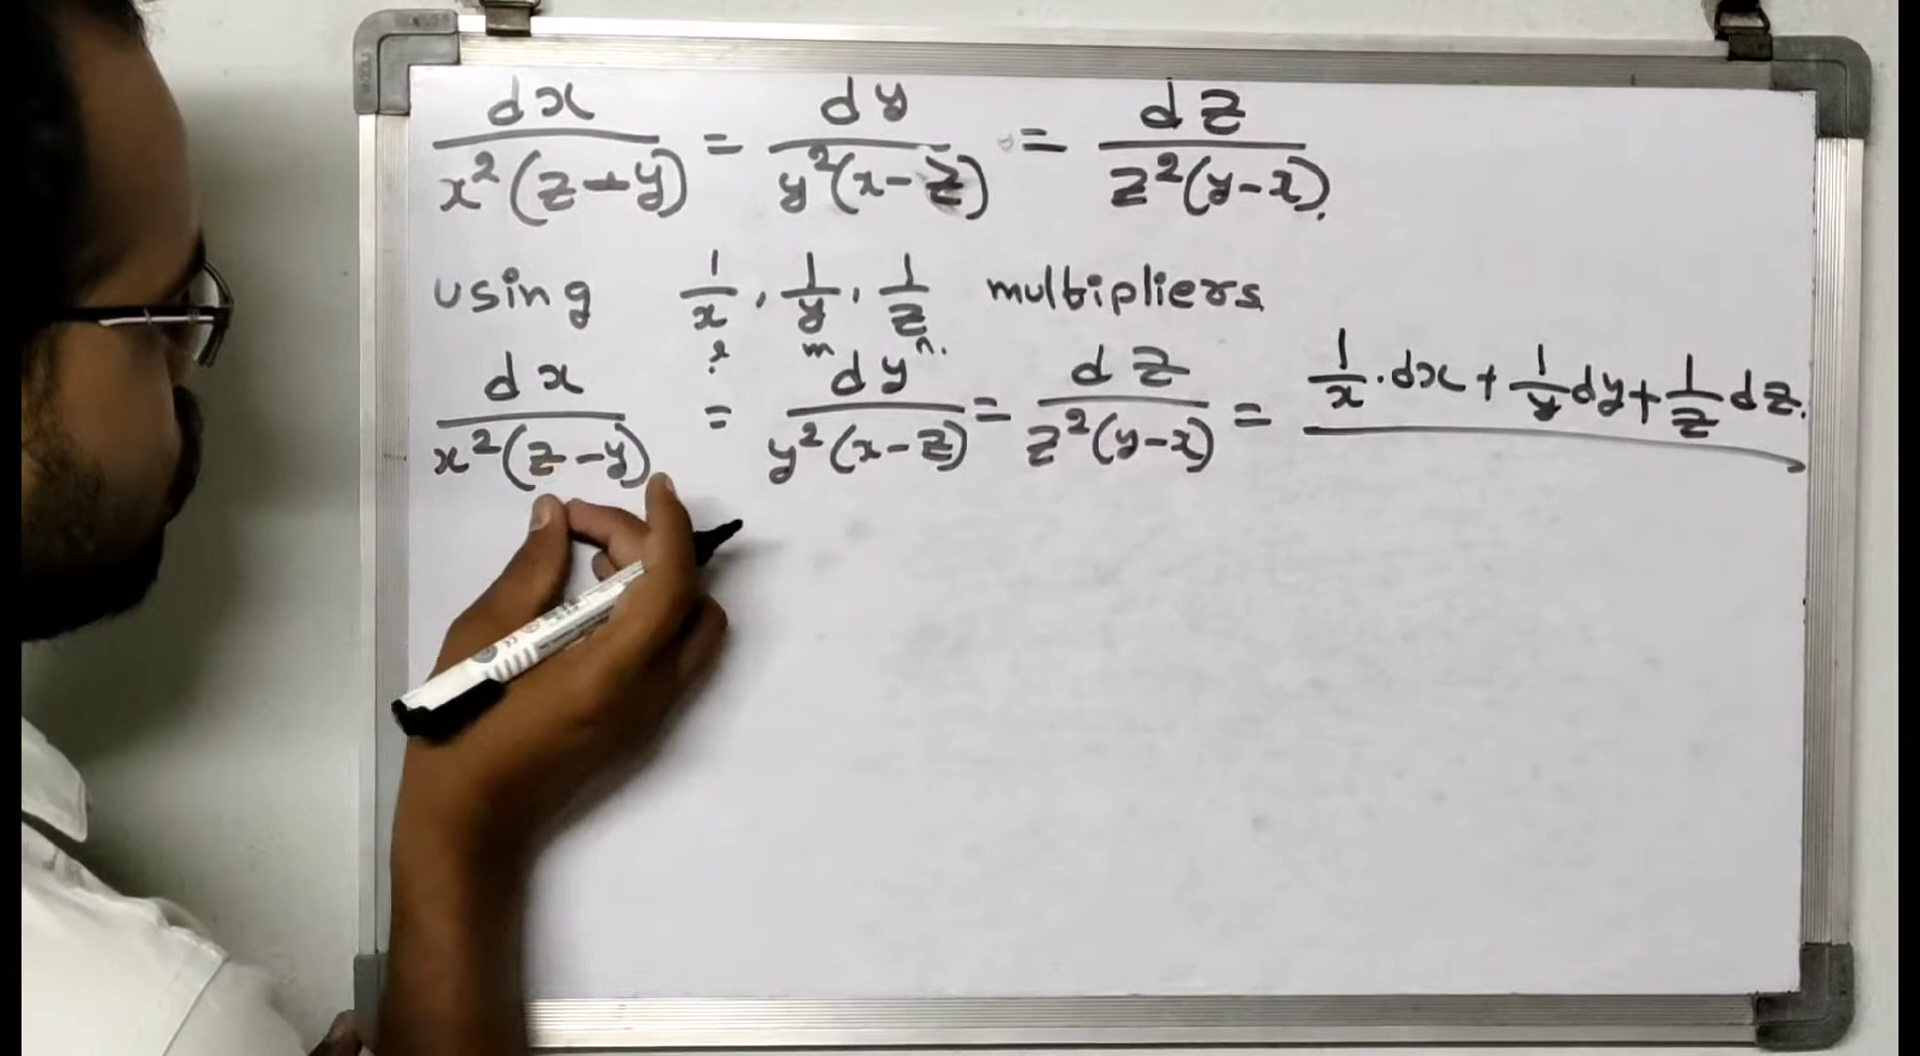 dx/x²(z-y) = dy/y²(x-z) = dz/z²(y-x).
using 1/x, 1/y, 1/z multipliers
l m n.
dx/x²(z-y) = dy/y²(x-z) = dz/z²(y-x) = 1/x.dx+1/y dy+1/z dz.